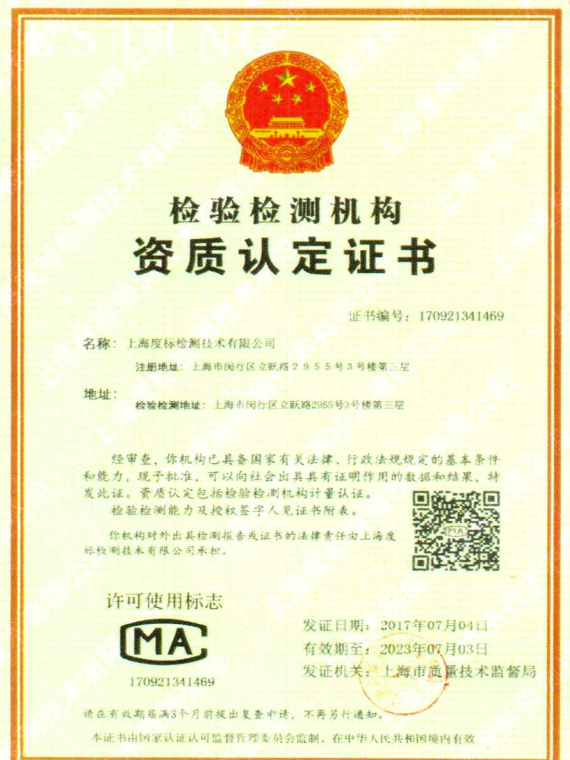 检验检测机构
资质认定证书
证书编号：170921341469
名称：上海度标检测技术有限公司
注册地址：上海市闵行区立跃路２９５５号３号楼第三层
地址：
检验检测地址：上海市闵行区立跃路2955号3号楼第三层
经审查，你机构已具备国家有关法律、行政法规规定的基本条件
和能力，现予批准，可以向社会出具具有证明作用的数据和结果，特
发此证。资质认定包括检验检测机构计量认证。
检验检测能力及授权签字人见证书附表。
你机构对外出具检测报告或证书的法律责任由上海度
标检测技术有限公司承担。
许可使用标志
MA
170921341469
发证日期：2017年07月04日
有效期至：2023年07月03日
发证机关：上海市质量技术监督局
请在有效期届满3个月前提出复查申请，不再另行通知。
本证书由国家认证认可监督管理委员会监制，在中华人民共和国境内有效